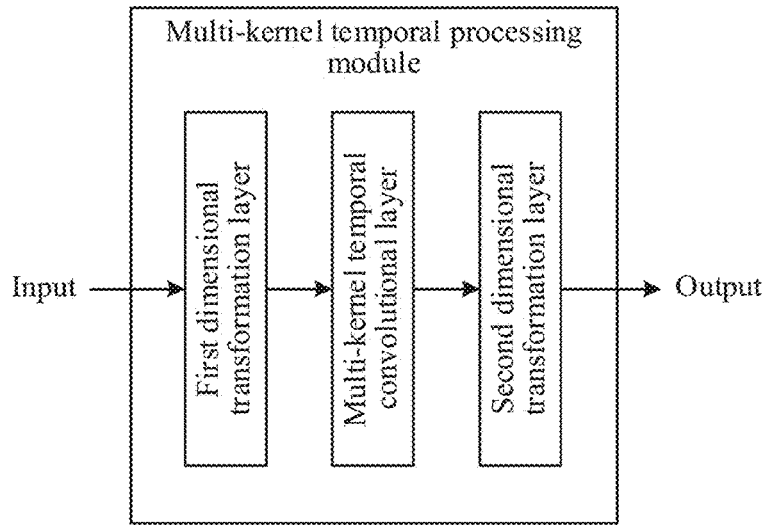 Multi-kernel temporal processing
module
Input
First dimensional
transformation layer
Multi-kernel temporal
convolutional layer
Second dimensional
transformation layer
Output